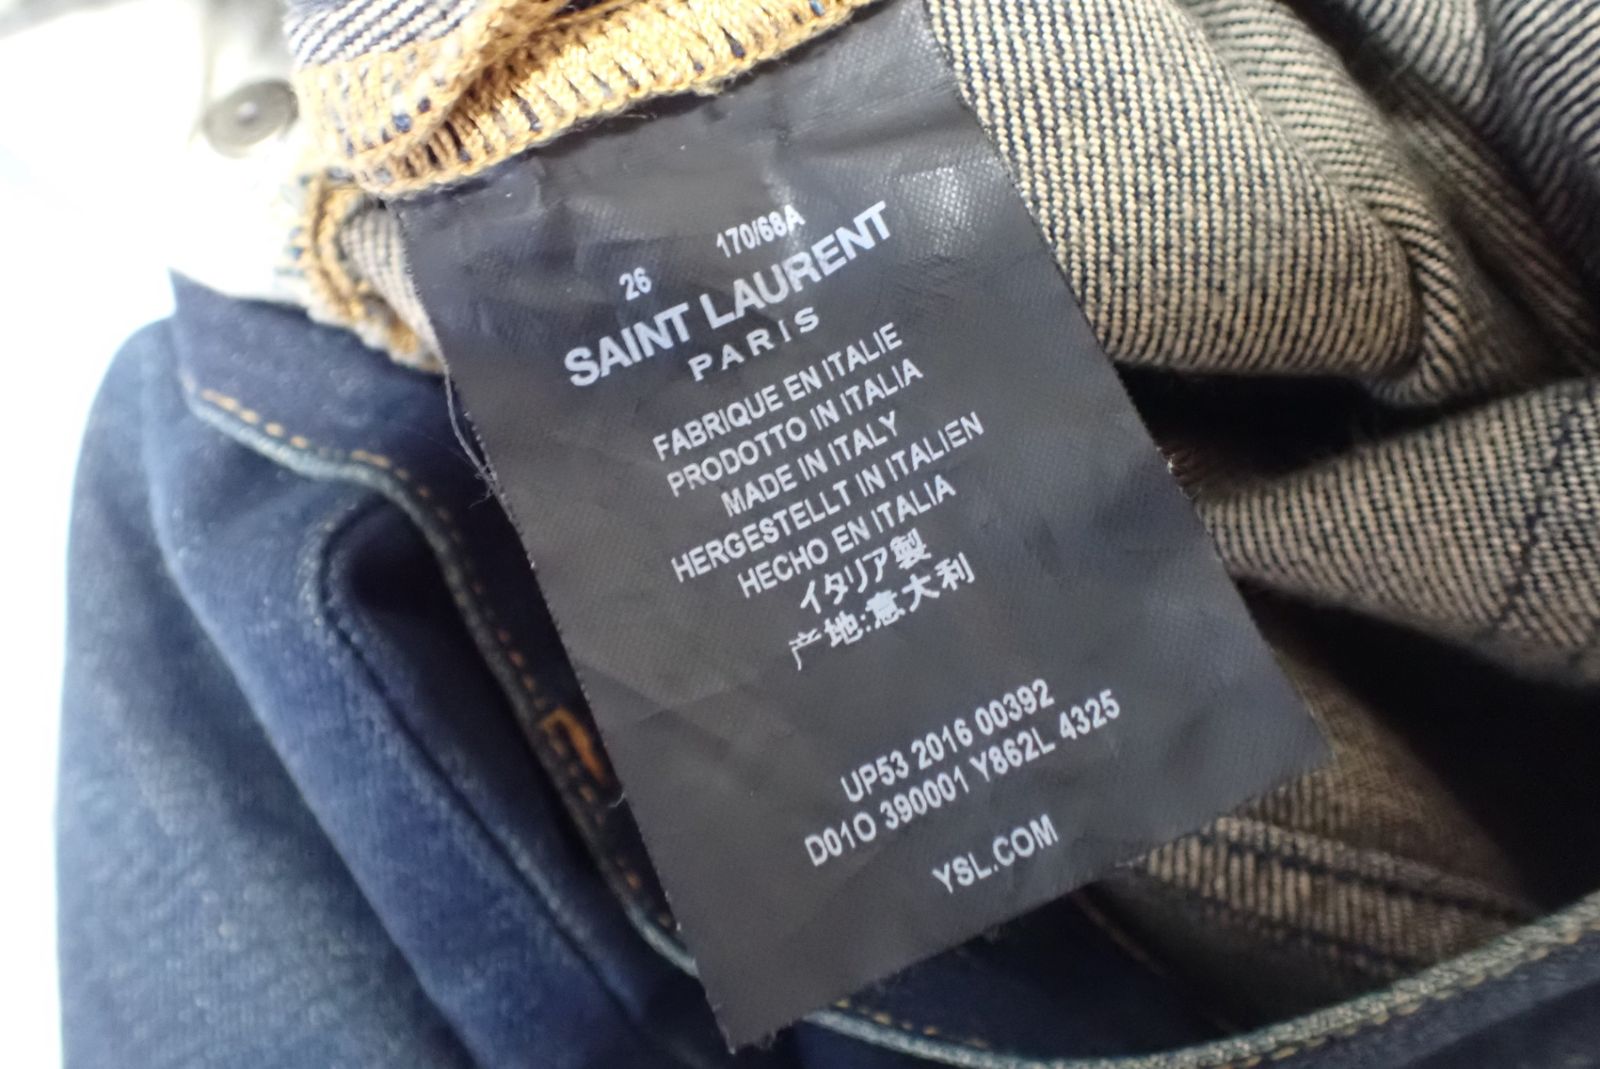 26 170/68A
SAINT LAURENT
PARIS
FABRIQUE EN ITALIE
PRODOTTO IN ITALIA
MADE IN ITALY
HERGESTELLT IN ITALIEN
HECHO EN ITALIA
イタリア製
产地:意大利
UP53 2016 00392
D01O 390001 Y862L 4325
YSL.COM